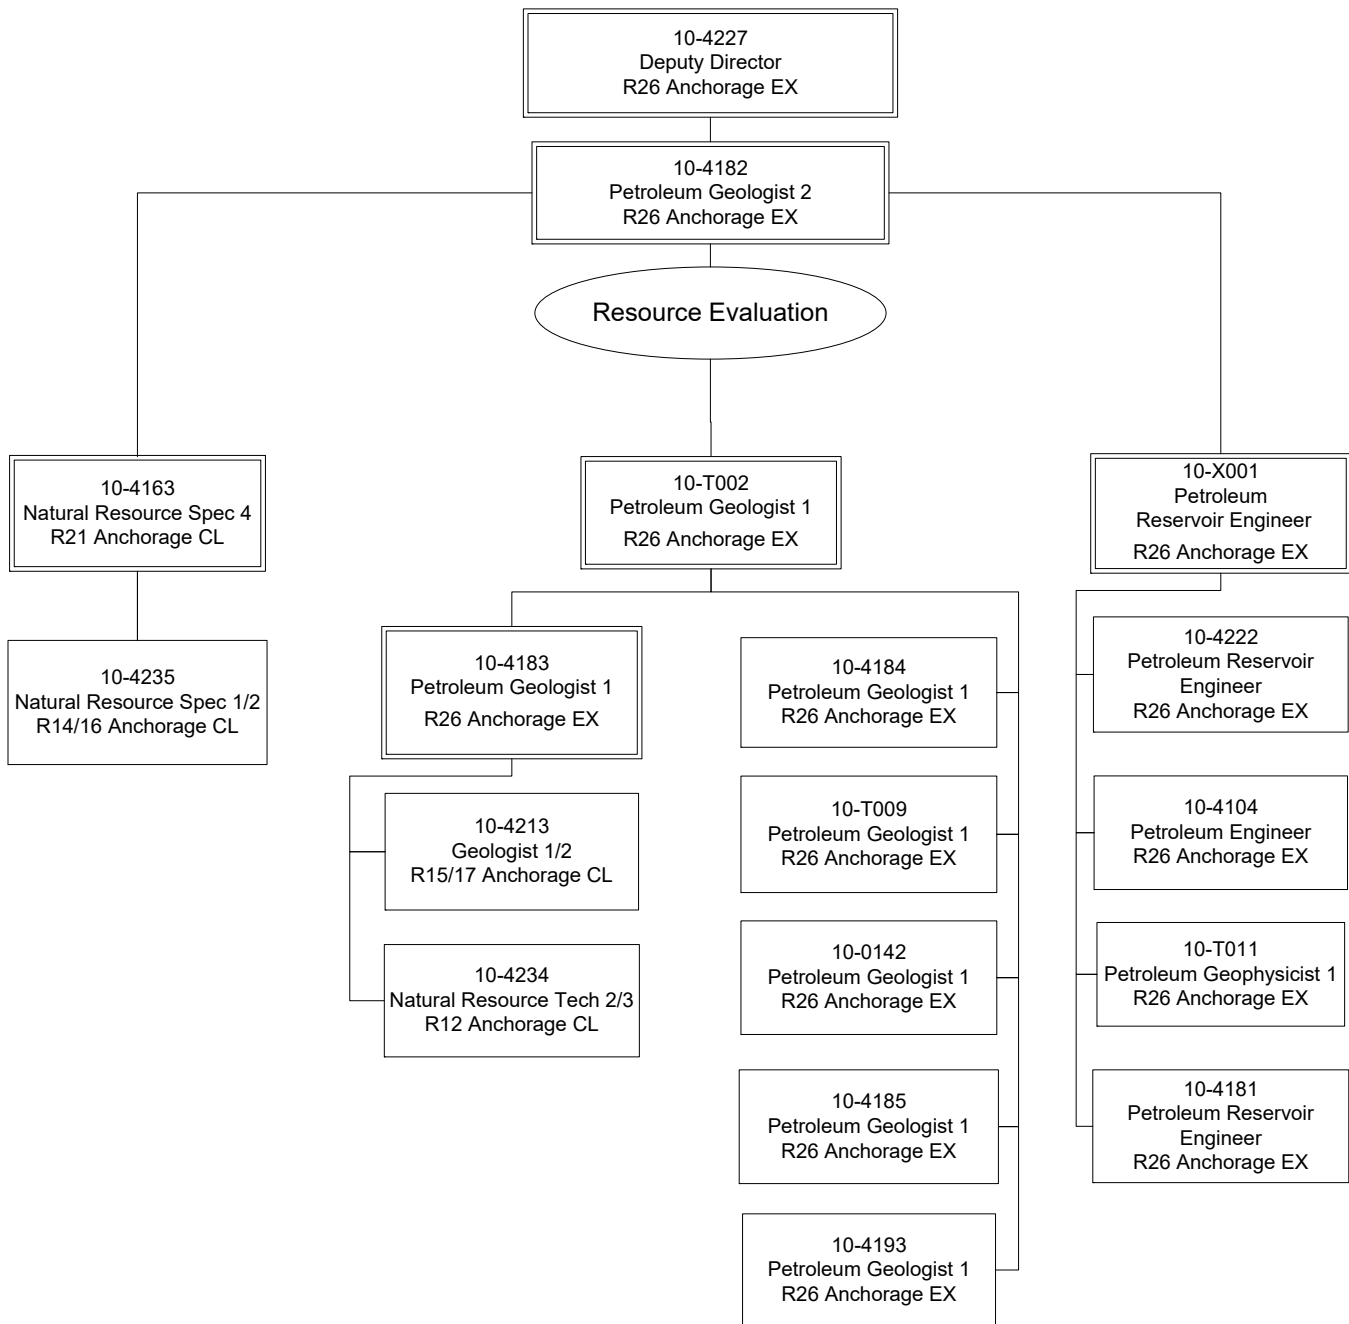 10-4227
Deputy Director
R26 Anchorage EX
10-4182
Petroleum Geologist 2
R26 Anchorage EX
Resource Evaluation
10-4163
Natural Resource Spec 4
R21 Anchorage CL
10-T002
Petroleum Geologist 1
R26 Anchorage EX
10-X001
Petroleum
Reservoir Engineer
R26 Anchorage EX
10-4235
Natural Resource Spec 1/2
R14/16 Anchorage CL
10-4183
Petroleum Geologist 1
R26 Anchorage EX
10-4213
Geologist 1/2
R15/17 Anchorage CL
10-4234
Natural Resource Tech 2/3
R12 Anchorage CL
10-4184
Petroleum Geologist 1
R26 Anchorage EX
10-T009
Petroleum Geologist 1
R26 Anchorage EX
10-0142
Petroleum Geologist 1
R26 Anchorage EX
10-4185
Petroleum Geologist 1
R26 Anchorage EX
10-4193
Petroleum Geologist 1
R26 Anchorage EX
10-4222
Petroleum Reservoir
Engineer
R26 Anchorage EX
10-4104
Petroleum Engineer
R26 Anchorage EX
10-T011
Petroleum Geophysicist 1
R26 Anchorage EX
10-4181
Petroleum Reservoir
Engineer
R26 Anchorage EX